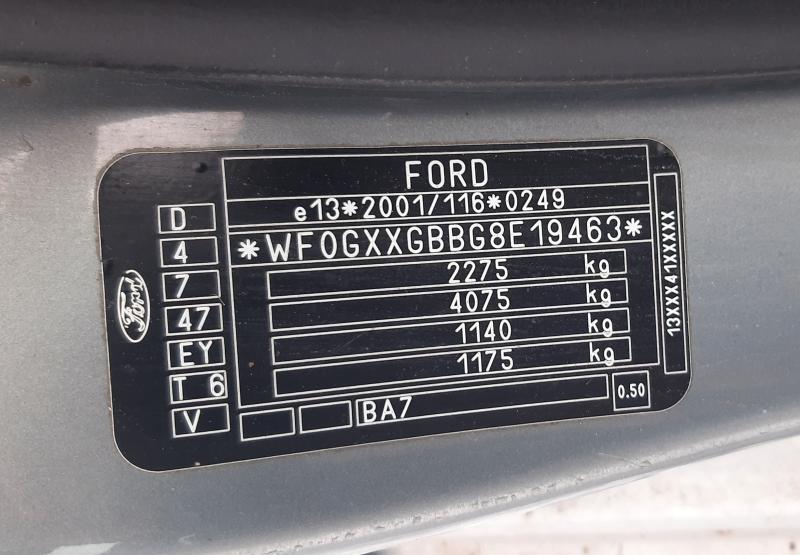 FORD
e13*2001/116*0249
*WF0GXXGBBG8E19463*
2275 kg
4075 kg
1140 kg
1175 kg
BA7
0.50
13XXX41XXXXX
D
4
7
47
EY
T 6
V
Ford